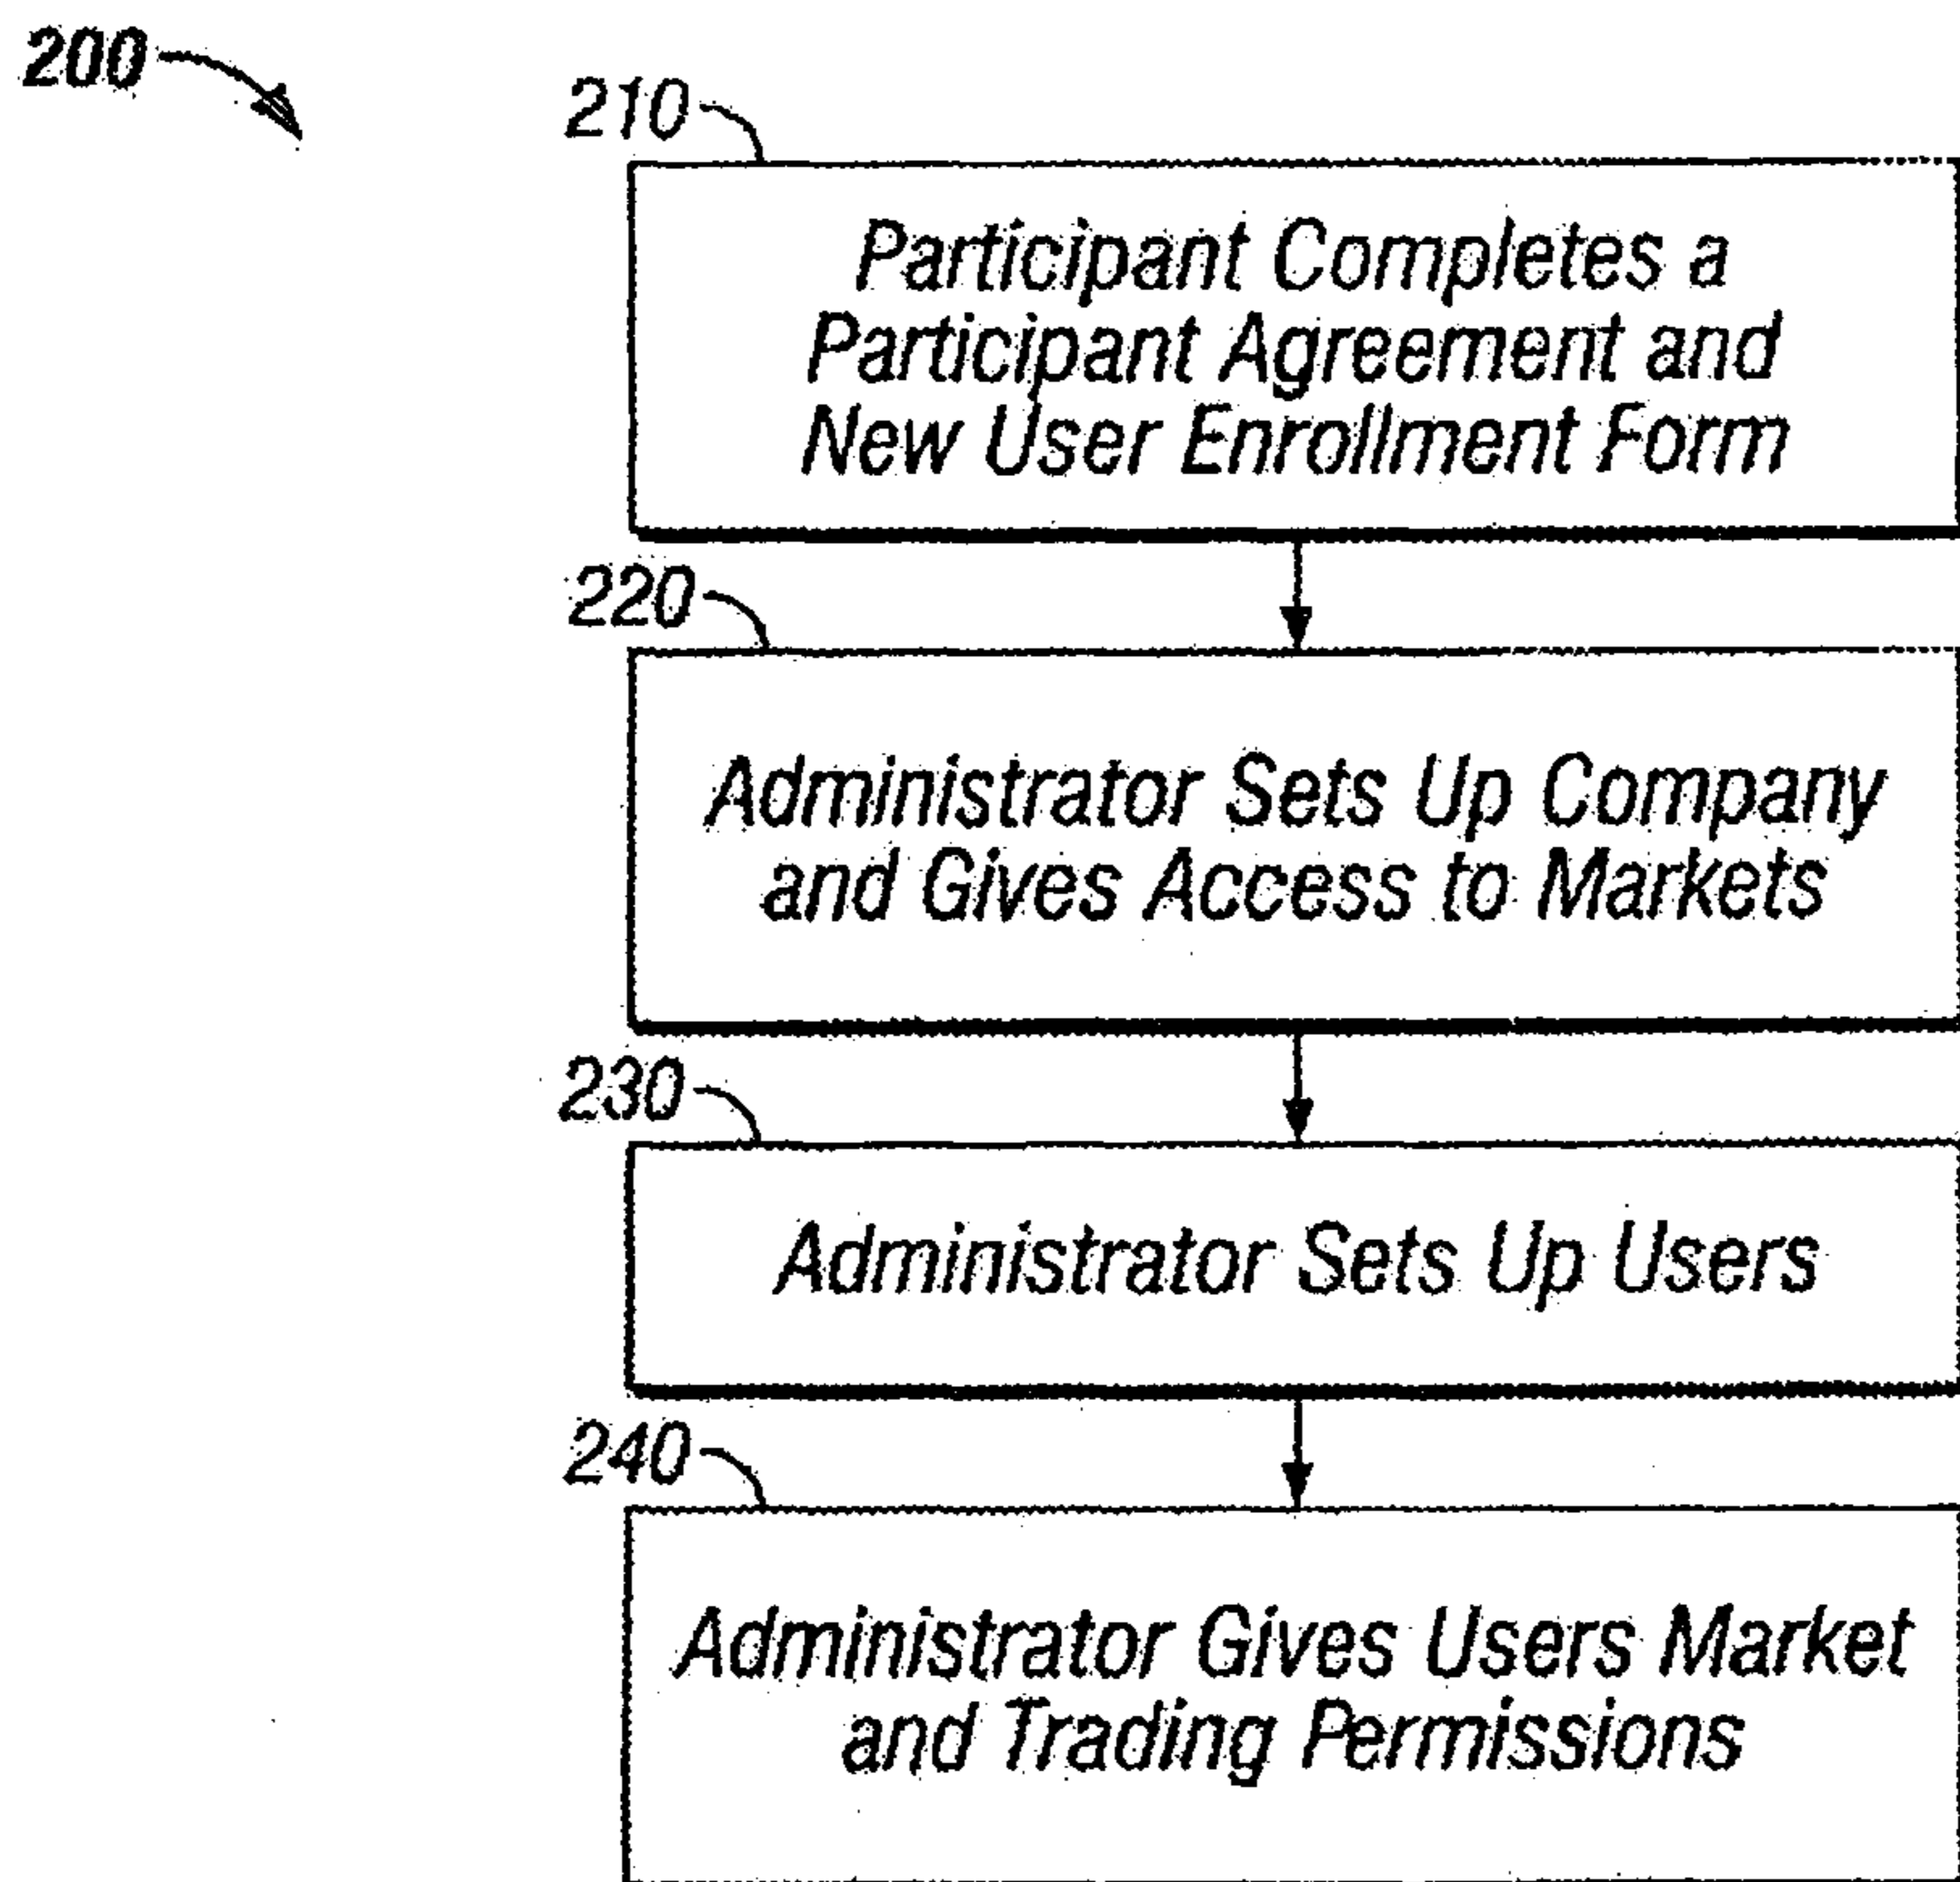 200
210
Participant Completes a
Participant Agreement and
New User Enrollment Form
220
Administrator Sets Up Company
and Gives Access to Markets
230
Administrator Sets Up Users
240
Administrator Gives Users Market
and Trading Permissions